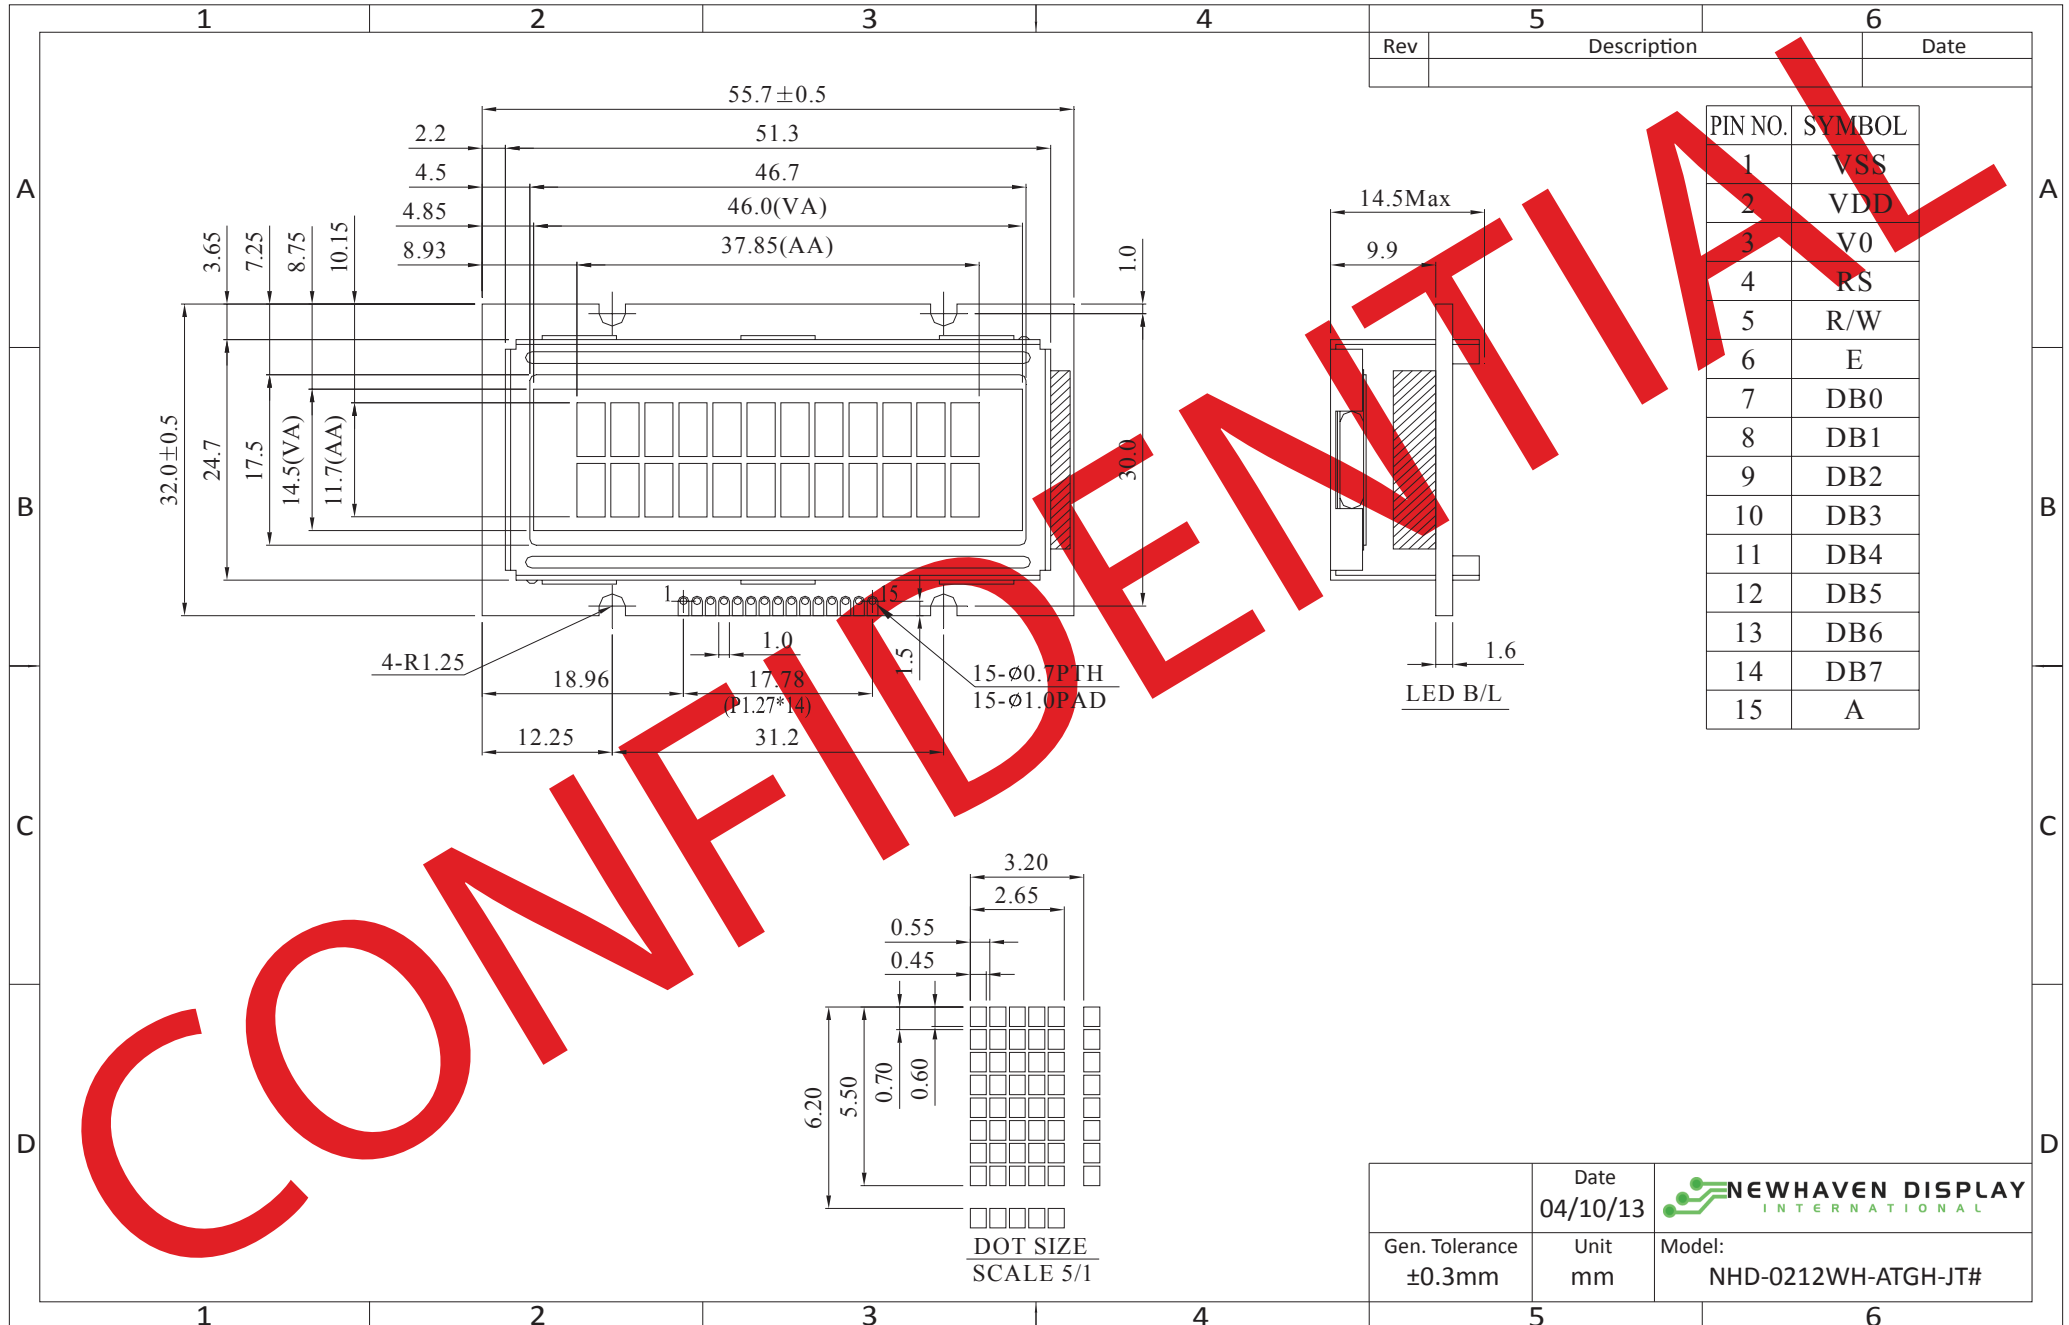 1 2 3 4 5 6
Rev Description Date
A
B
C
D
A
B
C
D
55.7±0.5
2.2 51.3
4.5 46.7
4.85 46.0(VA)
8.93 37.85(AA)
3.65
7.25
8.75
10.15
1.0
32.0±0.5
24.7
17.5
14.5(VA)
11.7(AA)
30.0
1 15
4-R1.25
1.0
1.5
18.96 17.78
(P1.27*14)
12.25 31.2
15-ø0.7PTH
15-ø1.0PAD
14.5Max
9.9
1.6
LED B/L
PIN NO. SYMBOL
1 VSS
2 VDD
3 V0
4 RS
5 R/W
6 E
7 DB0
8 DB1
9 DB2
10 DB3
11 DB4
12 DB5
13 DB6
14 DB7
15 A
CONFIDENTIAL
3.20
2.65
0.55
0.45
6.20
5.50
0.70
0.60
DOT SIZE
SCALE 5/1
Date
04/10/13
NEWHAVEN DISPLAY
INTERNATIONAL
Gen. Tolerance
±0.3mm
Unit
mm
Model:
NHD-0212WH-ATGH-JT#
1 2 3 4 5 6